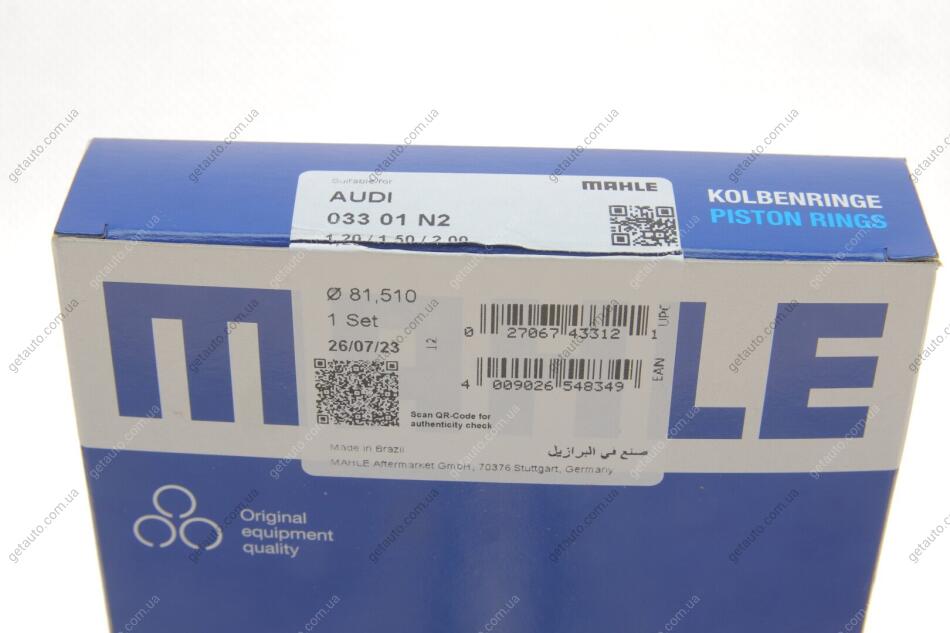 Suitable for
AUDI
033 01 N2
1,20 / 1,50 / 2,00
MAHLE
KOLBENRINGE
PISTON RINGS
MAHLE
Ø 81,510
1 Set
26/07/23
12
0 27067 43312 1
UPC
4 009026 548349
EAN
Scan QR-Code for
authenticity check
Made in Brazil
صنع في البرازيل
MAHLE Aftermarket GmbH, 70376 Stuttgart, Germany
Original
equipment
quality
getauto.com.ua